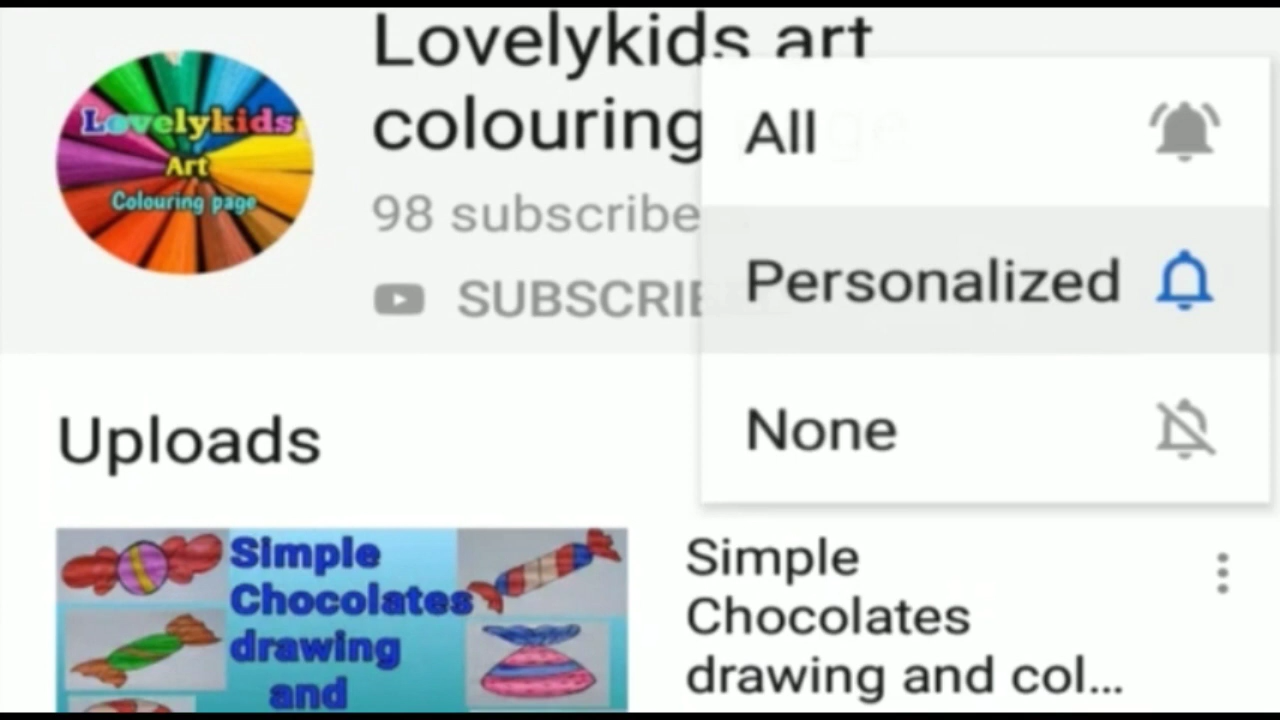 Lovelykids art
colouring
98 subscribe
SUBSCRIBE
Lovelykids
Art
Colouring page
All
Personalized
None
Uploads
Simple
Chocolates
drawing
and
Simple
Chocolates
drawing and col...